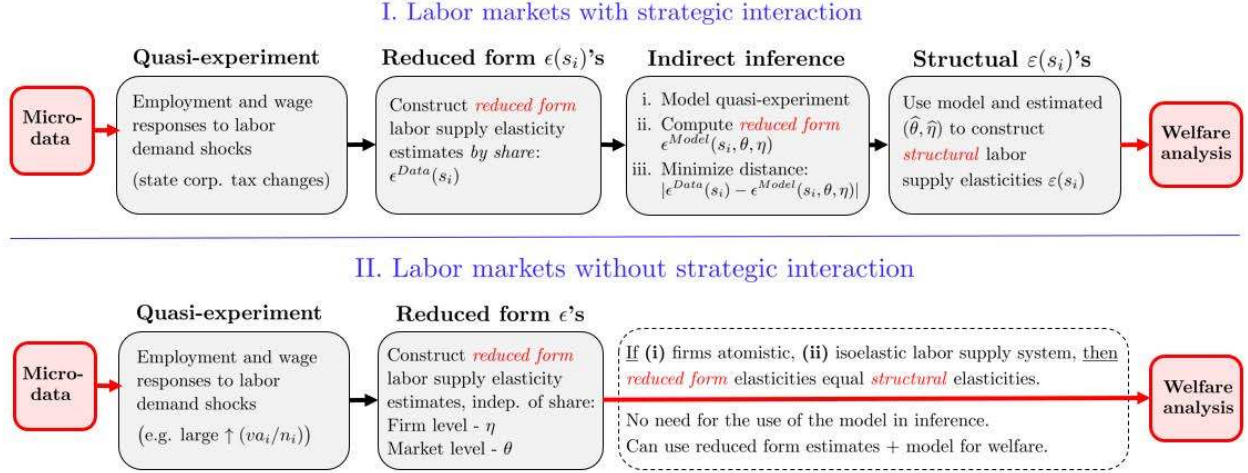 I. Labor markets with strategic interaction
Quasi-experiment
Reduced form ϵ(s_i)'s
Indirect inference
Structual ε(s_i)'s
Micro-
data
Employment and wage
responses to labor
demand shocks
(state corp. tax changes)
Construct reduced form
labor supply elasticity
estimates by share:
ϵ^{Data}(s_i)
i. Model quasi-experiment
ii. Compute reduced form
ϵ^{Model}(s_i, θ, η)
iii. Minimize distance:
|ϵ^{Data}(s_i) − ϵ^{Model}(s_i, θ, η)|
Use model and estimated
(θ̂, η̂) to construct
structural labor
supply elasticities ε(s_i)
Welfare
analysis
II. Labor markets without strategic interaction
Quasi-experiment
Reduced form ϵ's
Micro-
data
Employment and wage
responses to labor
demand shocks
(e.g. large ↑ (va_i/n_i))
Construct reduced form
labor supply elasticity
estimates, indep. of share:
Firm level - η
Market level - θ
If (i) firms atomistic, (ii) isoelastic labor supply system, then
reduced form elasticities equal structural elasticities.
No need for the use of the model in inference.
Can use reduced form estimates + model for welfare.
Welfare
analysis